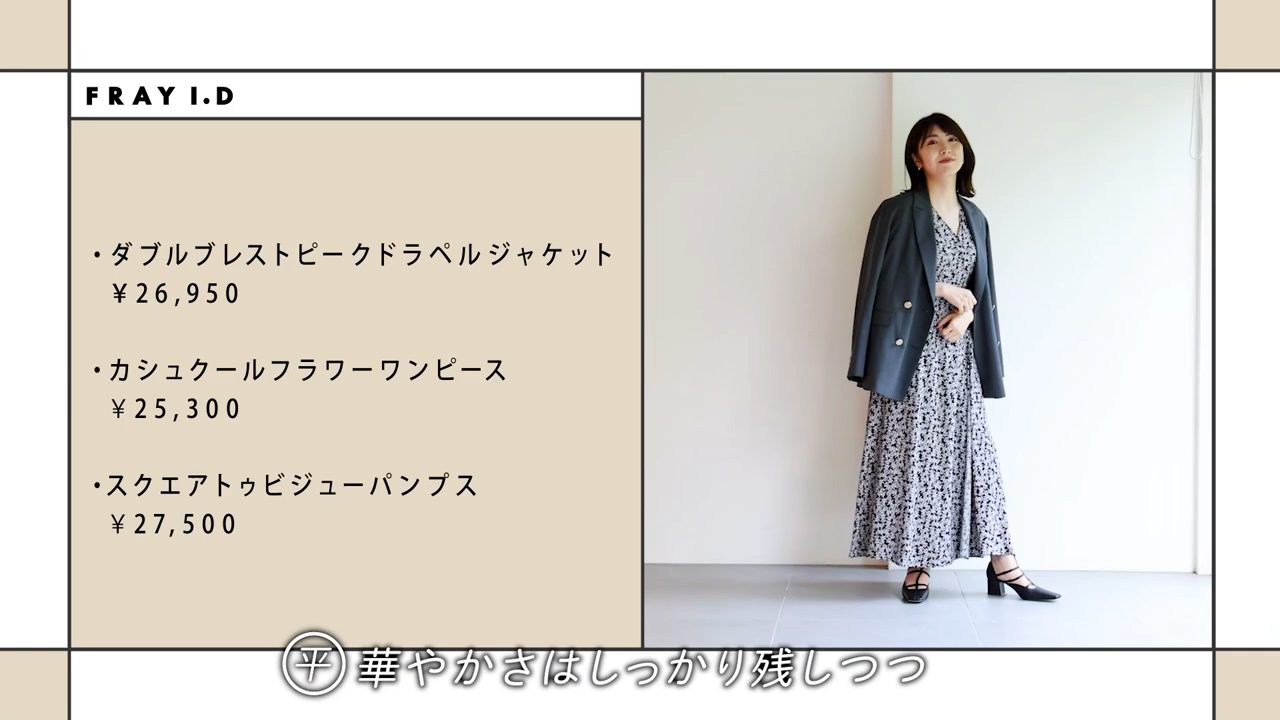 FRAY I.D
・ダブルブレストピークドラペルジャケット
¥26,950
・カシュクールフラワーワンピース
¥25,300
・スクエアトゥビジューパンプス
¥27,500
平 華やかさはしっかり残しつつ